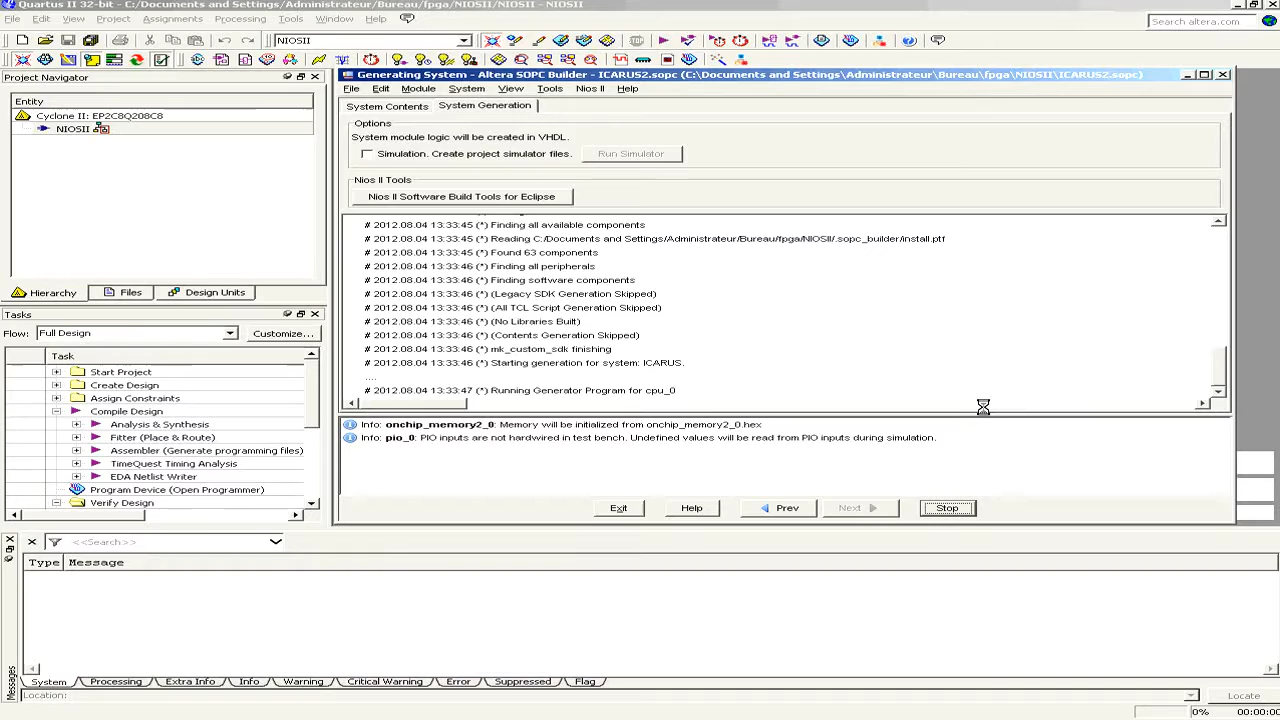 Quartus II 32-bit - C:/Documents and Settings/Administrateur/Bureau/fpga/NIOSII/NIOSII - NIOSII
File Edit View Project Assignments Processing Tools Window Help
Search altera.com
NIOSII
Project Navigator
Entity
Cyclone II: EP2C8Q208C8
NIOSII
Hierarchy Files Design Units
Tasks
Flow: Full Design Customize...
Task
Start Project
Create Design
Assign Constraints
Compile Design
Analysis & Synthesis
Fitter (Place & Route)
Assembler (Generate programming files)
TimeQuest Timing Analysis
EDA Netlist Writer
Program Device (Open Programmer)
Verify Design
Generating System - Altera SOPC Builder - ICARUS2.sopc (C:\Documents and Settings\Administrateur\Bureau\fpga\NIOSII\ICARUS2.sopc)
File Edit Module System View Tools Nios II Help
System Contents System Generation
Options
System module logic will be created in VHDL.
Simulation. Create project simulator files. Run Simulator
Nios II Tools
Nios II Software Build Tools for Eclipse
# 2012.08.04 13:33:45 (*) Finding all available components
# 2012.08.04 13:33:45 (*) Reading C:/Documents and Settings/Administrateur/Bureau/fpga/NIOSII/.sopc_builder/install.ptf
# 2012.08.04 13:33:45 (*) Found 63 components
# 2012.08.04 13:33:46 (*) Finding all peripherals
# 2012.08.04 13:33:46 (*) Finding software components
# 2012.08.04 13:33:46 (*) (Legacy SDK Generation Skipped)
# 2012.08.04 13:33:46 (*) (All TCL Script Generation Skipped)
# 2012.08.04 13:33:46 (*) (No Libraries Built)
# 2012.08.04 13:33:46 (*) (Contents Generation Skipped)
# 2012.08.04 13:33:46 (*) mk_custom_sdk finishing
# 2012.08.04 13:33:46 (*) Starting generation for system: ICARUS.
....
# 2012.08.04 13:33:47 (*) Running Generator Program for cpu_0
Info: onchip_memory2_0: Memory will be initialized from onchip_memory2_0.hex
Info: pio_0: PIO inputs are not hardwired in test bench. Undefined values will be read from PIO inputs during simulation.
Exit Help Prev Next Stop
<<Search>>
Type Message
Messages
System Processing Extra Info Info Warning Critical Warning Error Suppressed Flag
Location: Locate
0% 00:00:00